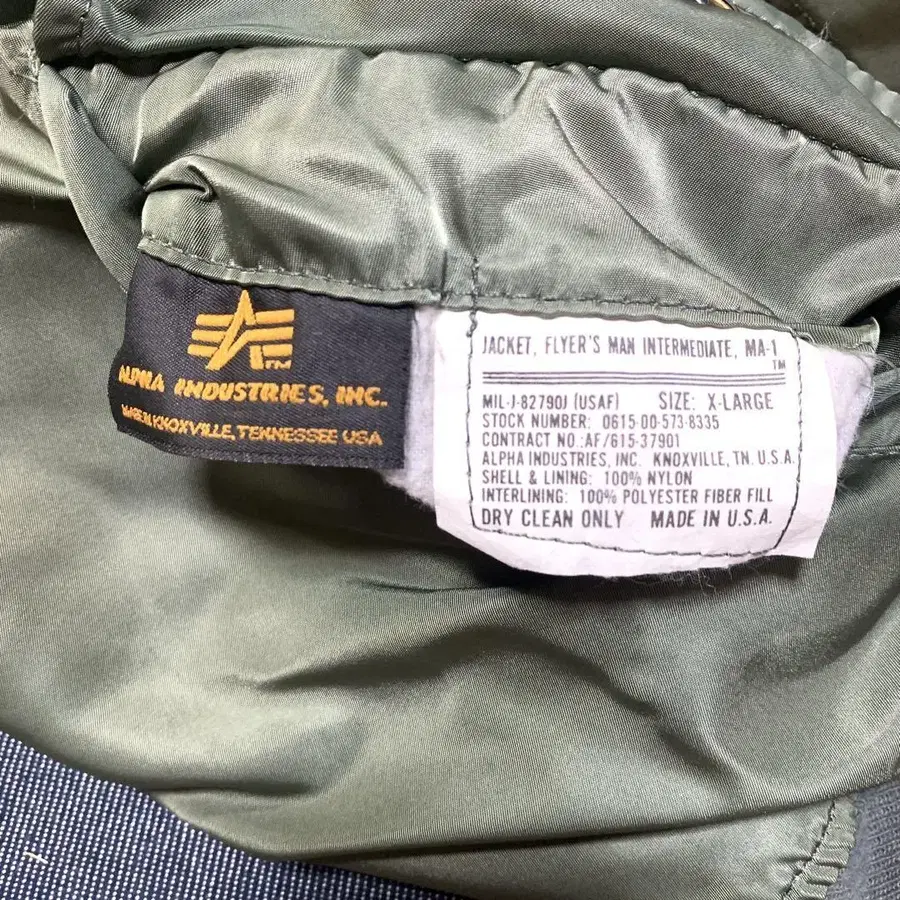 ALPHA INDUSTRIES, INC.
MADE IN KNOXVILLE, TENNESSEE USA
JACKET, FLYER'S MAN INTERMEDIATE, MA-1
TM
MIL-J-82790J (USAF) SIZE: X-LARGE
STOCK NUMBER: 0615-00-573-8335
CONTRACT NO.: AF/615-37901
ALPHA INDUSTRIES, INC. KNOXVILLE, TN. U.S.A.
SHELL & LINING: 100% NYLON
INTERLINING: 100% POLYESTER FIBER FILL
DRY CLEAN ONLY MADE IN U.S.A.